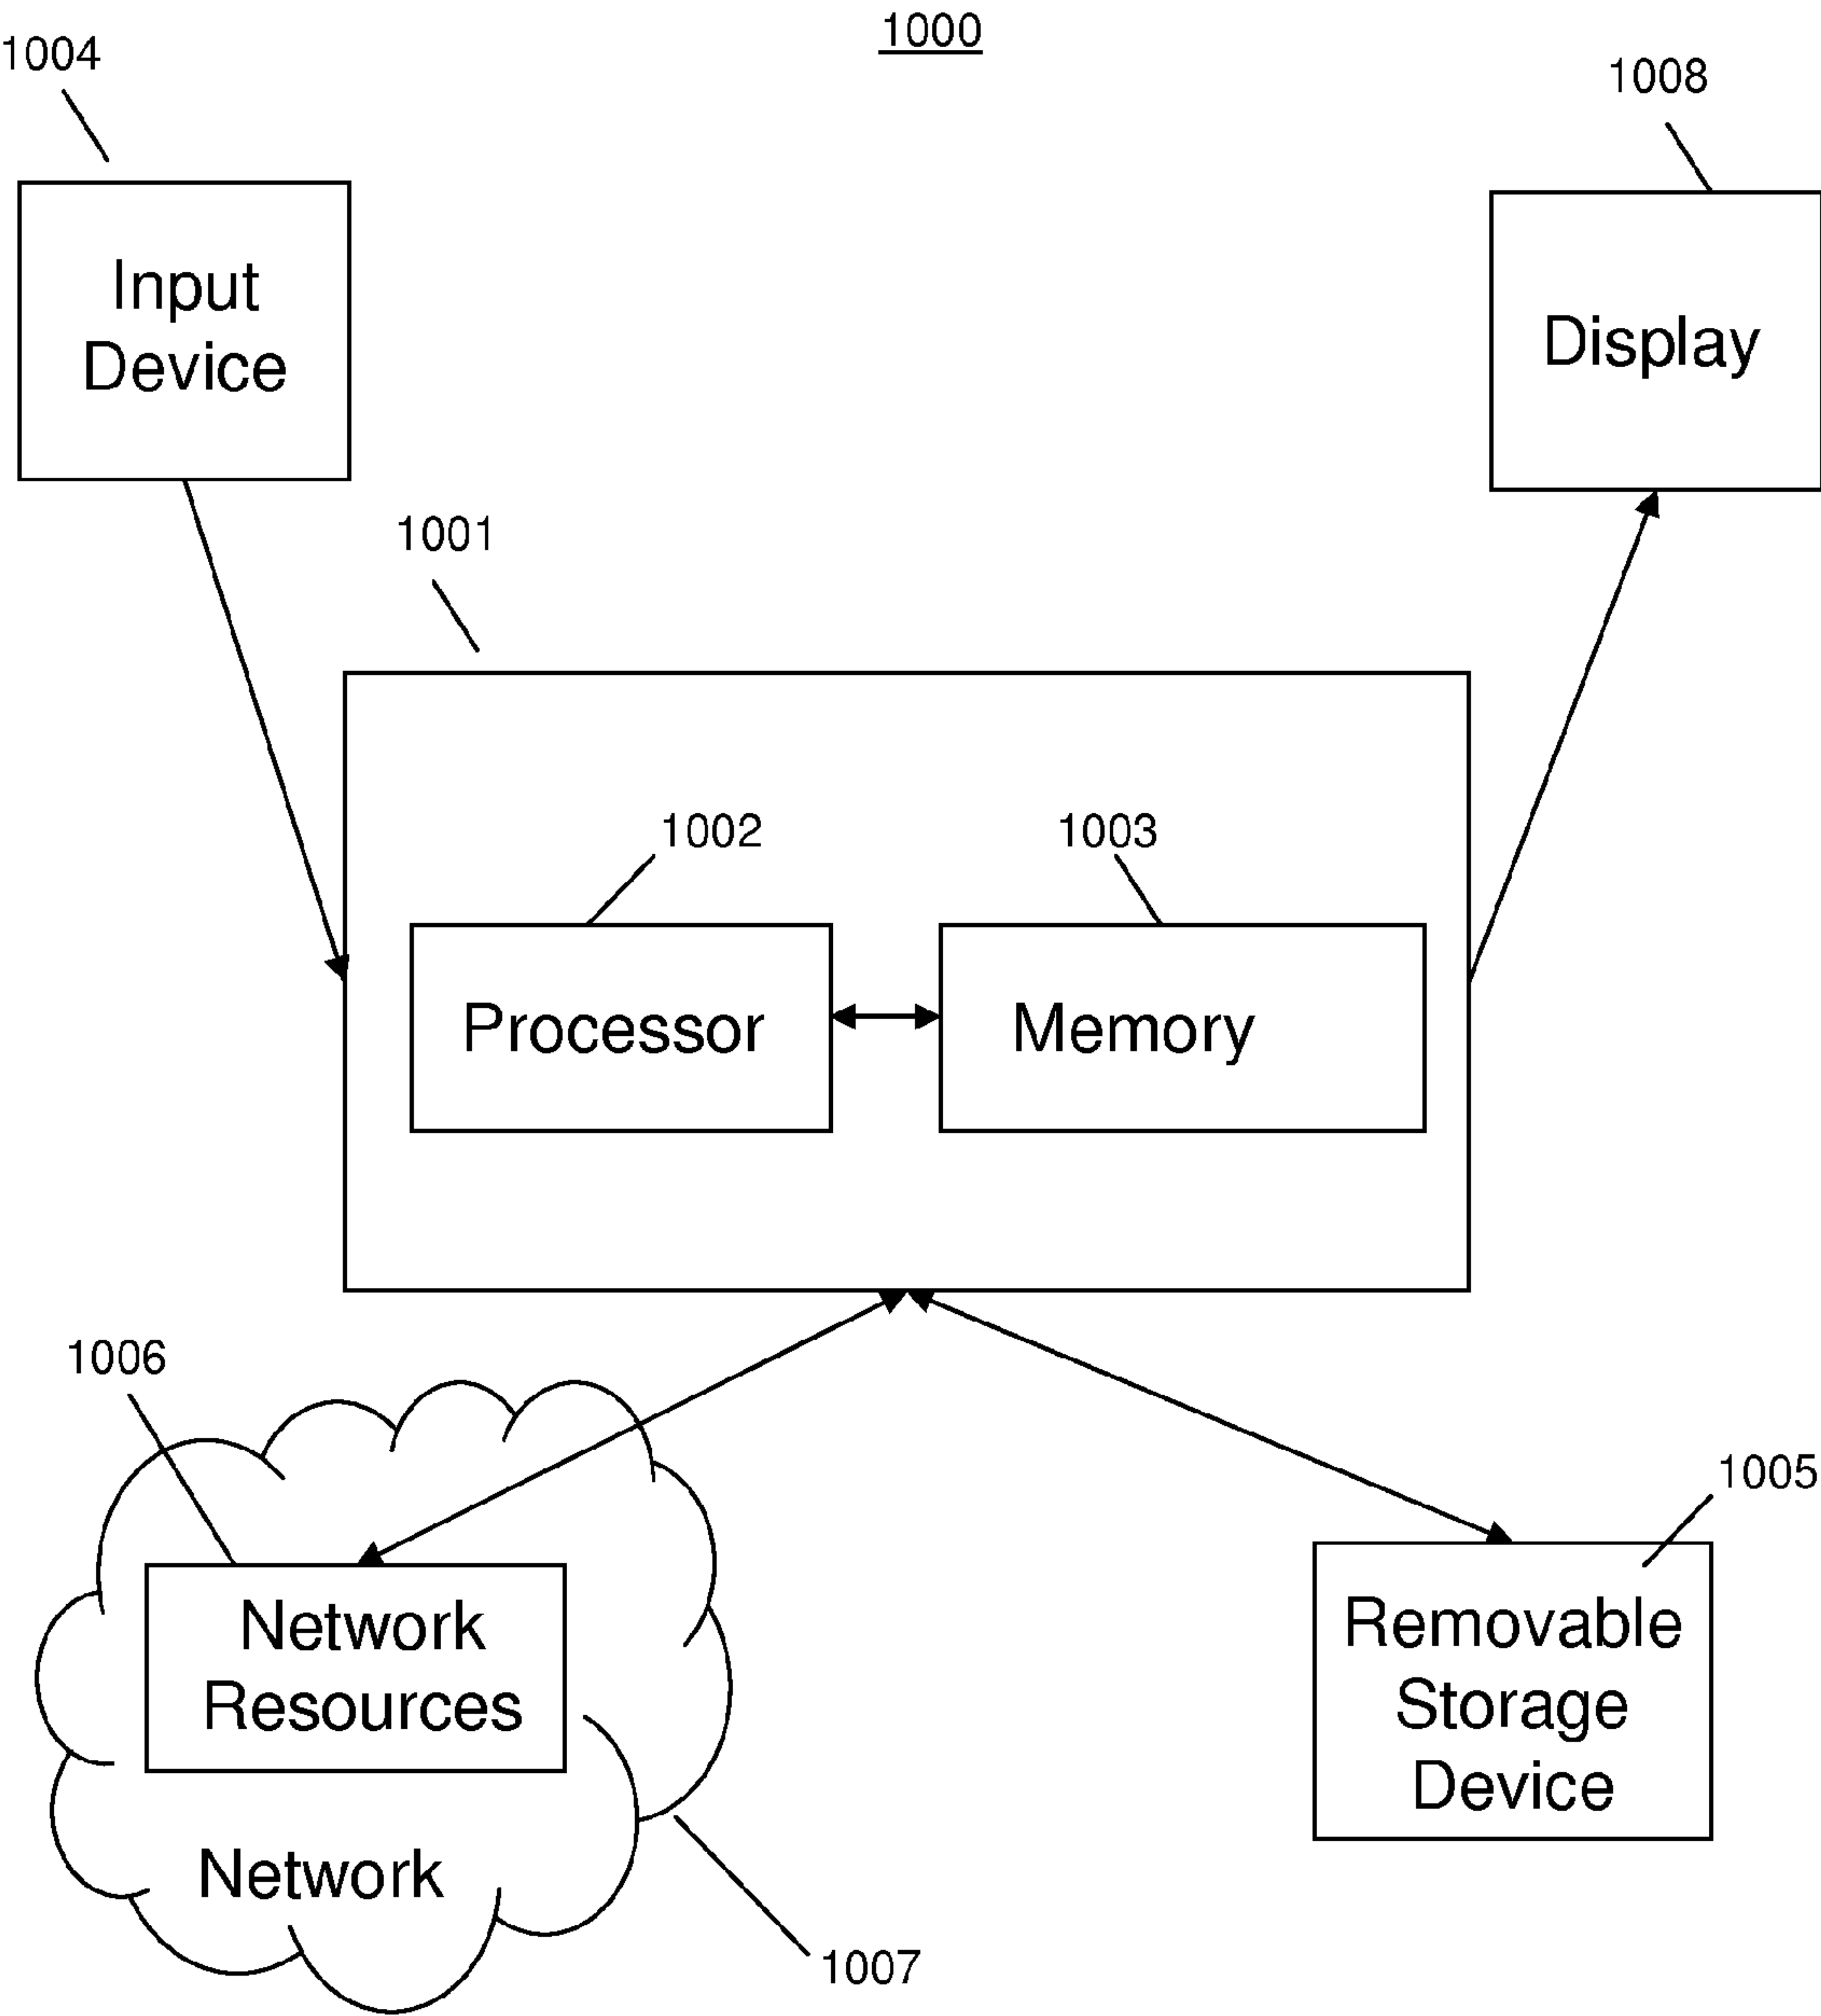 1000
1004
1008
Input
Device
Display
1001
1002
1003
Processor
Memory
1006
1005
Network
Resources
Removable
Storage
Device
Network
1007